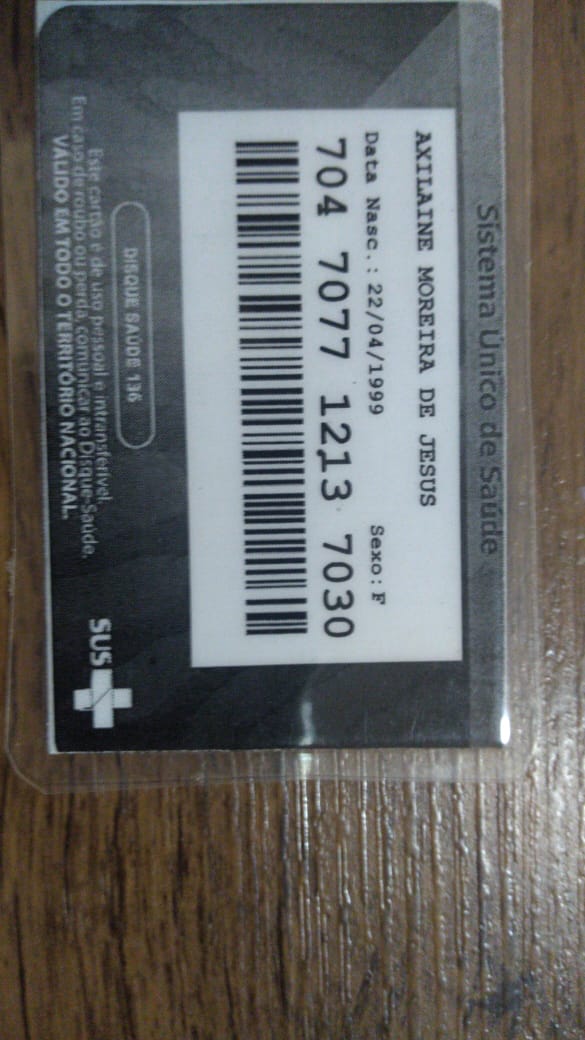 Sistema Único de Saúde
AXILAINE MOREIRA DE JESUS
Data Nasc.: 22/04/1999 Sexo: F
704 7077 1213 7030
DISQUE SAÚDE 136
Este cartão é de uso pessoal e intransferível.
Em caso de roubo ou perda, comunicar ao Disque-Saúde.
VÁLIDO EM TODO O TERRITÓRIO NACIONAL.
SUS